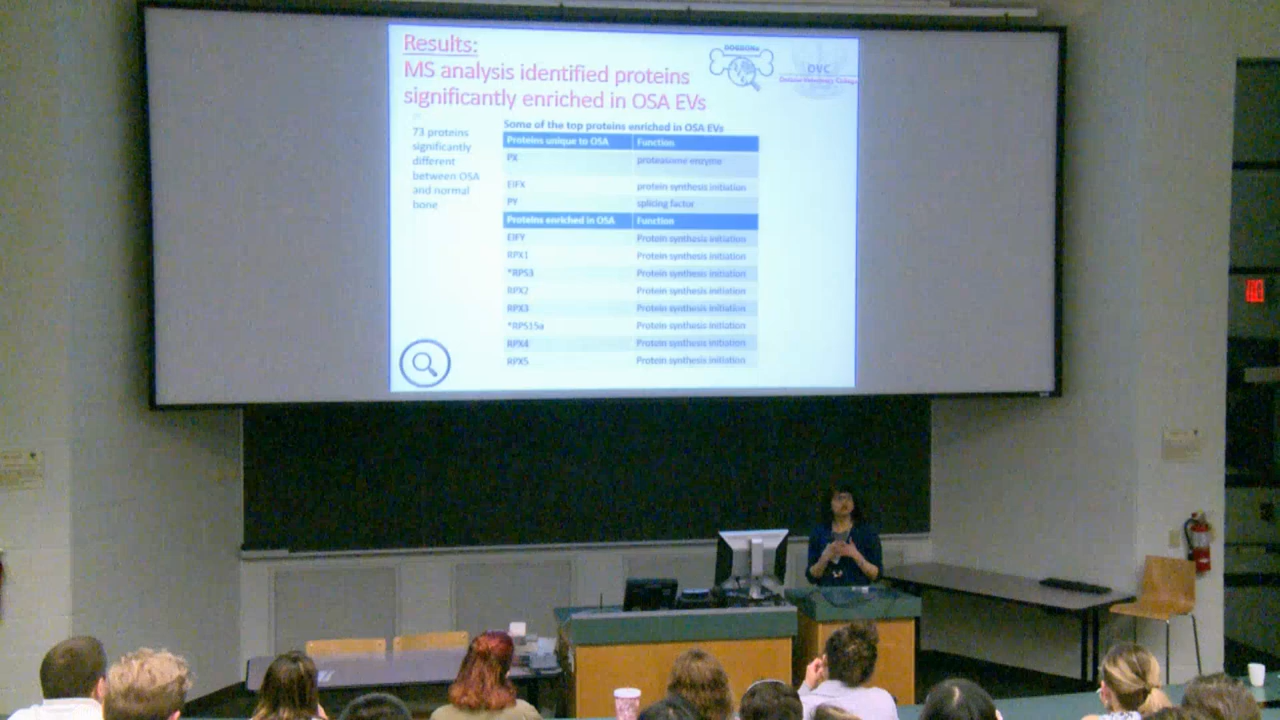 Results:
MS analysis identified proteins
significantly enriched in OSA EVs
DOGBONe
OVC
Ontario Veterinary College
73 proteins
significantly
different
between OSA
and normal
bone
Some of the top proteins enriched in OSA EVs
Proteins unique to OSA Function
PX proteasome enzyme
EIFX protein synthesis initiation
PY splicing factor
Proteins enriched in OSA Function
EIFY Protein synthesis initiation
RPX1 Protein synthesis initiation
*RPS3 Protein synthesis initiation
RPX2 Protein synthesis initiation
RPX3 Protein synthesis initiation
*RPS15a Protein synthesis initiation
RPX4 Protein synthesis initiation
RPX5 Protein synthesis initiation